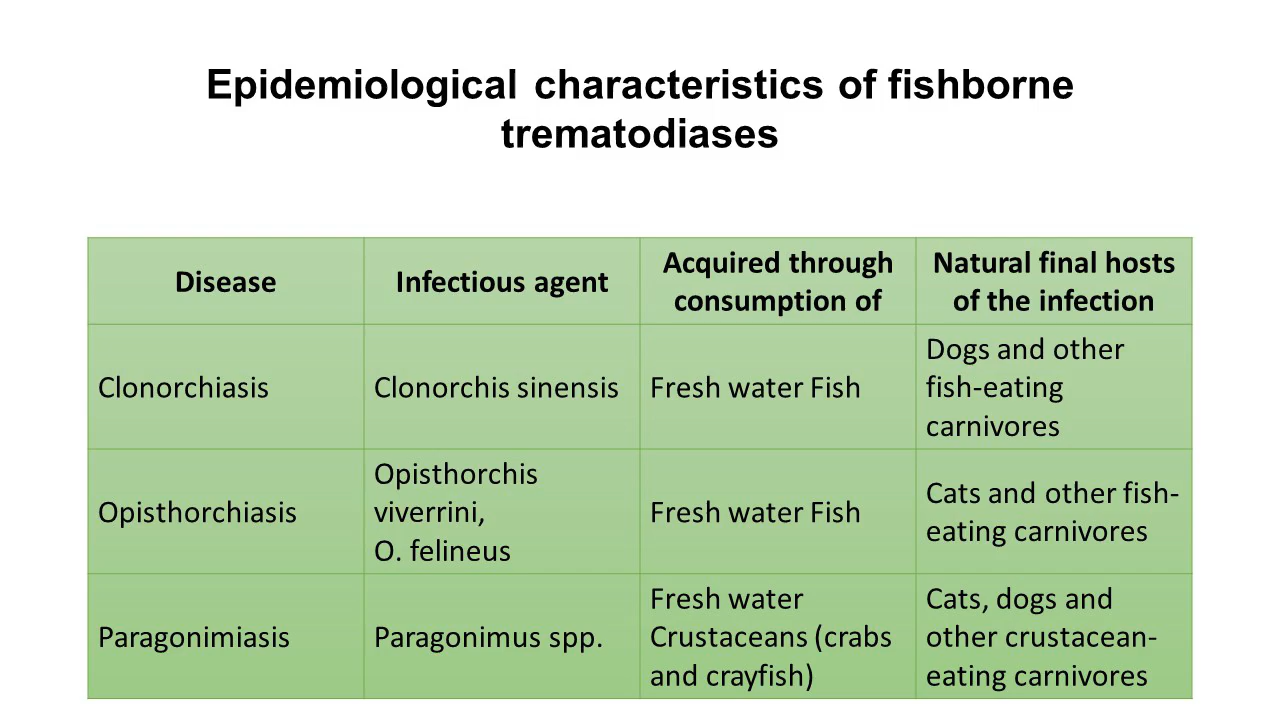 Epidemiological characteristics of fishborne
trematodiases
Disease
Infectious agent
Acquired through
consumption of
Natural final hosts
of the infection
Clonorchiasis
Clonorchis sinensis
Fresh water Fish
Dogs and other
fish-eating
carnivores
Opisthorchiasis
Opisthorchis
viverrini,
O. felineus
Fresh water Fish
Cats and other fish-
eating carnivores
Paragonimiasis
Paragonimus spp.
Fresh water
Crustaceans (crabs
and crayfish)
Cats, dogs and
other crustacean-
eating carnivores